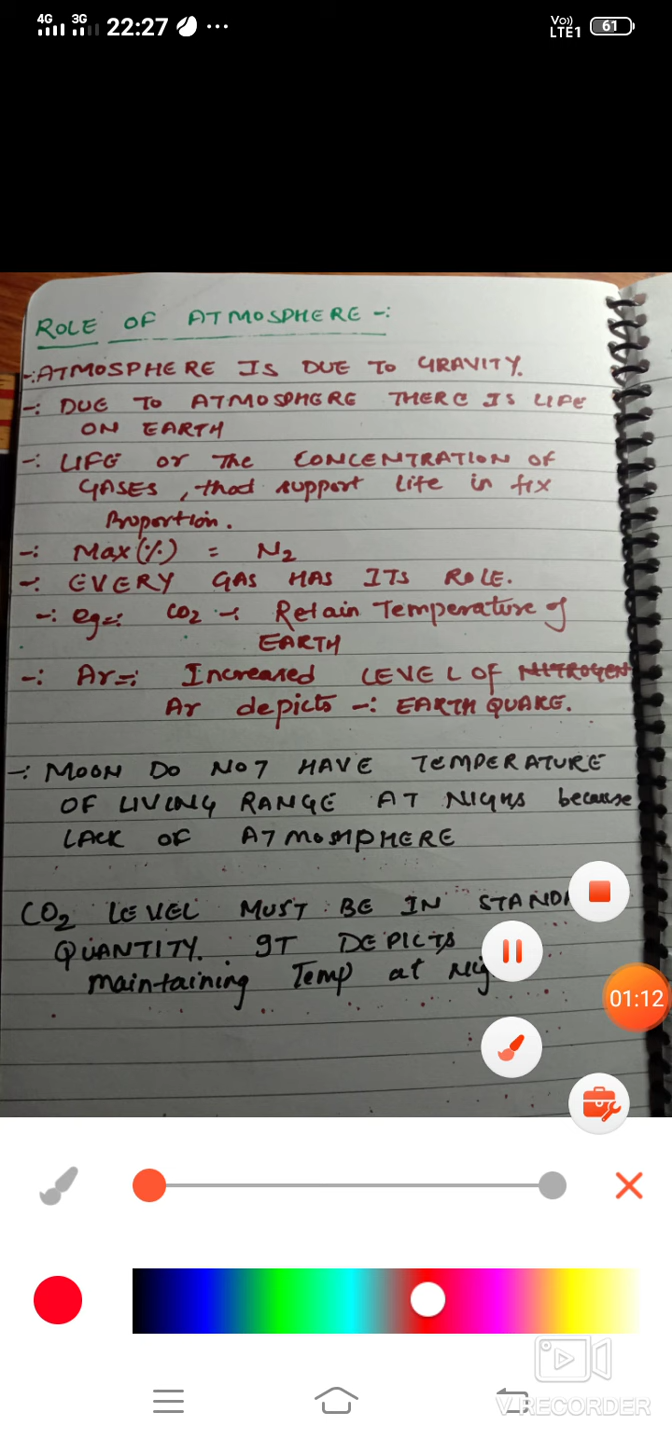 4G 3G 22:27 ... Vo)) LTE1 61
ROLE OF ATMOSPHERE -:
-: ATMOSPHERE IS DUE TO GRAVITY.
-: DUE TO ATMOSPHERE THERE IS LIFE
ON EARTH
-: LIFE or The CONCENTRATION OF
GASES, that support life in fix
Proportion.
-: Max(%) = N2
-: EVERY GAS HAS ITS ROLE.
-: eg=: CO2 -: Retain Temperature of
EARTH
-: Ar=: Increased LEVEL OF NITROGEN
Ar depicts -: EARTH QUAKE.
-: MOON DO NOT HAVE TEMPERATURE
OF LIVING RANGE AT NIGHS because
LACK OF ATMOSPHERE
CO2 LEVEL MUST BE IN STAND
QUANTITY. IT DEPICTS
maintaining Temp at Nig
01:12
V RECORDER